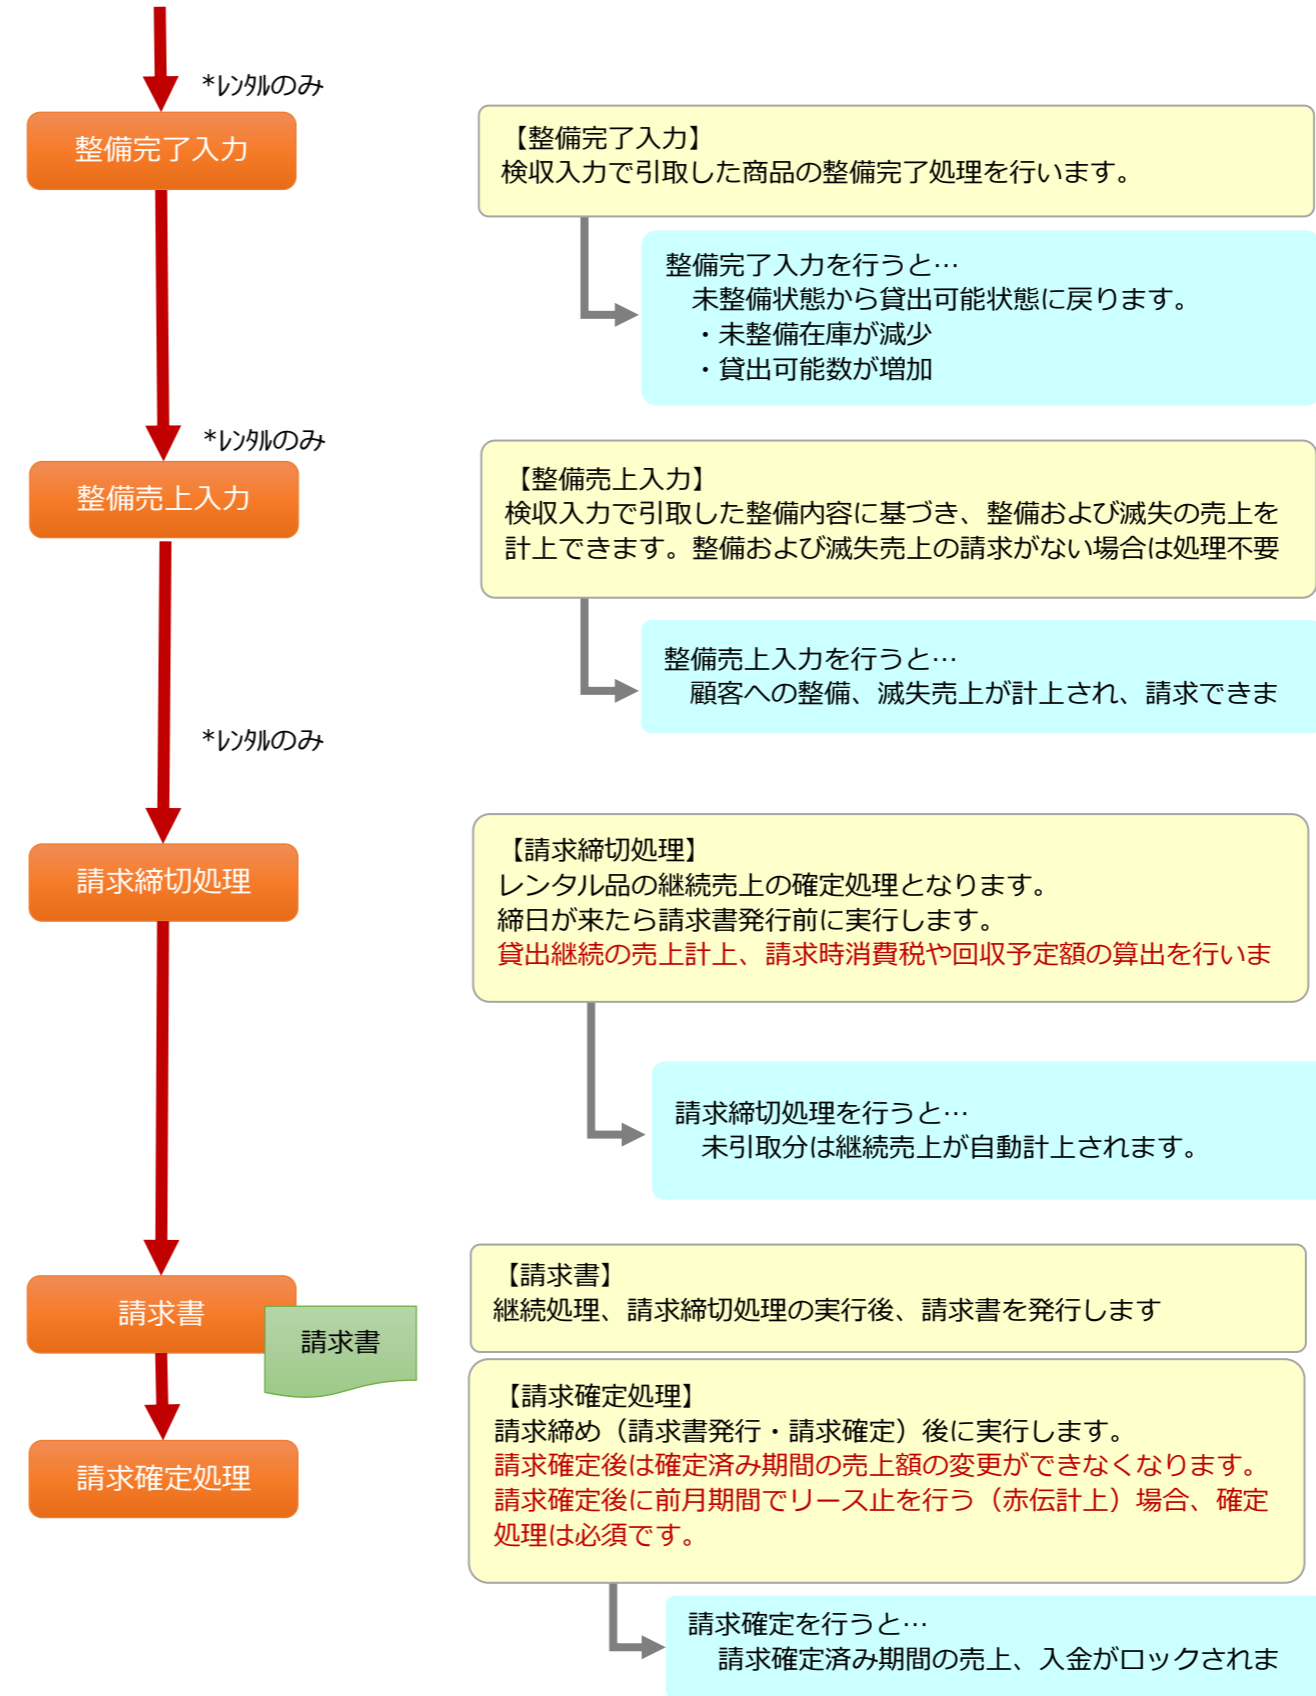 *ﾚﾝﾀﾙのみ
整備完了入力
【整備完了入力】
検収入力で引取した商品の整備完了処理を行います。
整備完了入力を行うと…
未整備状態から貸出可能状態に戻ります。
・未整備在庫が減少
・貸出可能数が増加
*ﾚﾝﾀﾙのみ
整備売上入力
【整備売上入力】
検収入力で引取した整備内容に基づき、整備および滅失の売上を
計上できます。整備および滅失売上の請求がない場合は処理不要
整備売上入力を行うと…
顧客への整備、滅失売上が計上され、請求できま
*ﾚﾝﾀﾙのみ
請求締切処理
【請求締切処理】
レンタル品の継続売上の確定処理となります。
締日が来たら請求書発行前に実行します。
貸出継続の売上計上、請求時消費税や回収予定額の算出を行いま
請求締切処理を行うと…
未引取分は継続売上が自動計上されます。
請求書
請求書
【請求書】
継続処理、請求締切処理の実行後、請求書を発行します
請求確定処理
【請求確定処理】
請求締め（請求書発行・請求確定）後に実行します。
請求確定後は確定済み期間の売上額の変更ができなくなります。
請求確定後に前月期間でリース止を行う（赤伝計上）場合、確定
処理は必須です。
請求確定を行うと…
請求確定済み期間の売上、入金がロックされま